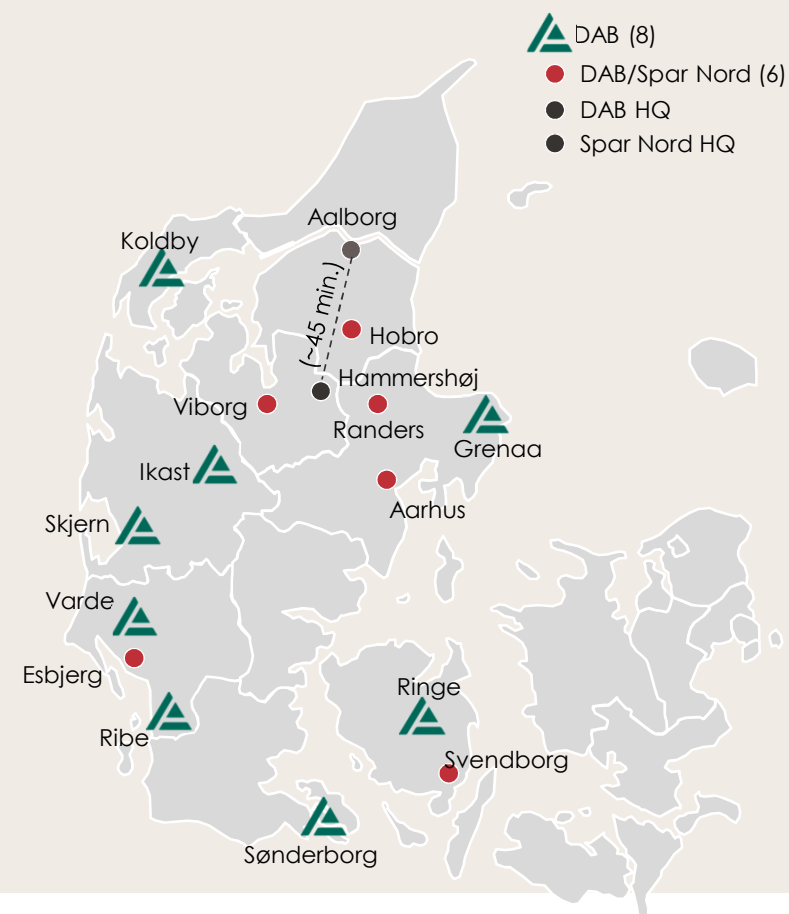 DAB (8)
DAB/Spar Nord (6)
DAB HQ
Spar Nord HQ
Aalborg
Koldby
(~45 min.)
Hobro
Hammershøj
Viborg
Randers
Grenaa
Ikast
Aarhus
Skjern
Varde
Esbjerg
Ringe
Ribe
Svendborg
Sønderborg